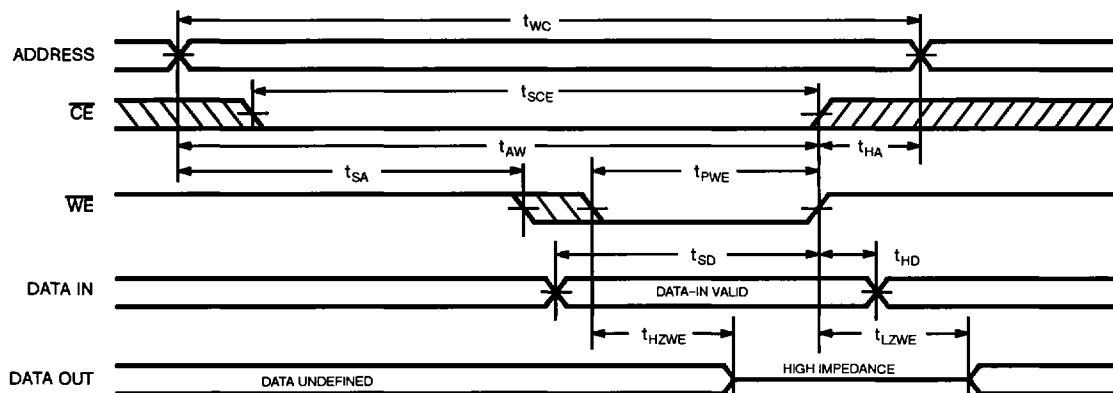 tWC
ADDRESS
tSCE
CE
tAW
tHA
tSA
tPWE
WE
tSD
tHD
DATA IN
DATA-IN VALID
tHZWE
tLZWE
HIGH IMPEDANCE
DATA OUT
DATA UNDEFINED